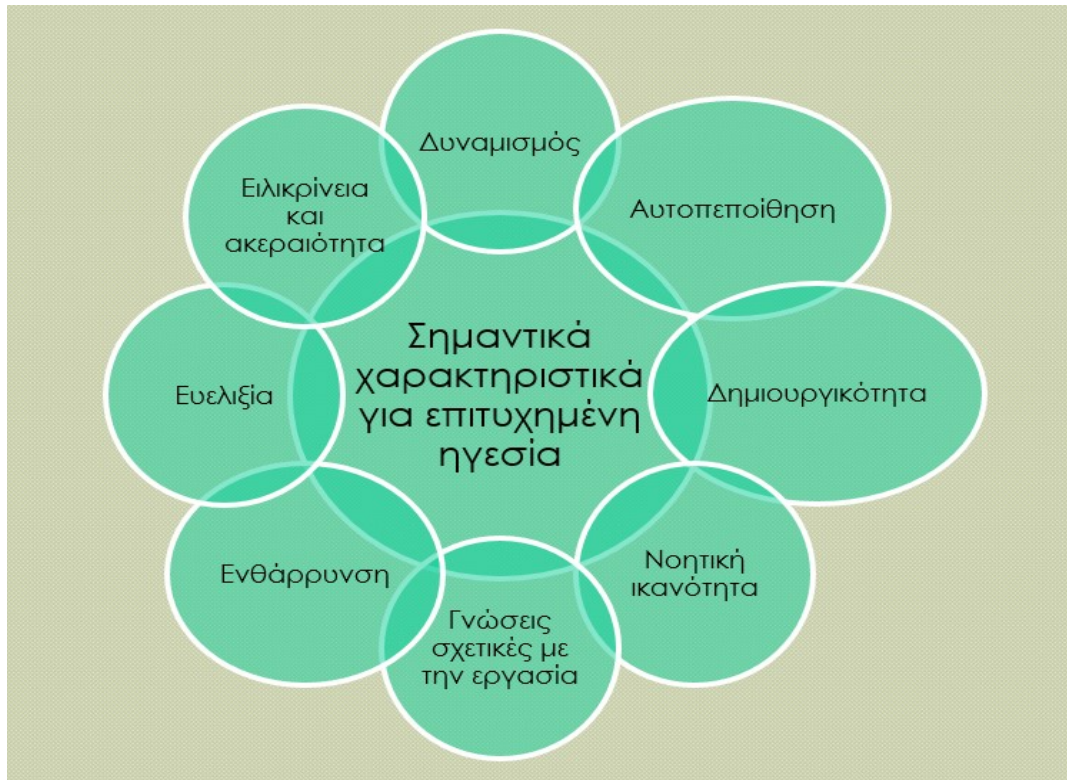 Δυναμισμός
Αυτοπεποίθηση
Δημιουργικότητα
Νοητική
ικανότητα
Γνώσεις
σχετικές με
την εργασία
Ενθάρρυνση
Ευελιξία
Ειλικρίνεια
και
ακεραιότητα
Σημαντικά
χαρακτηριστικά
για επιτυχημένη
ηγεσία